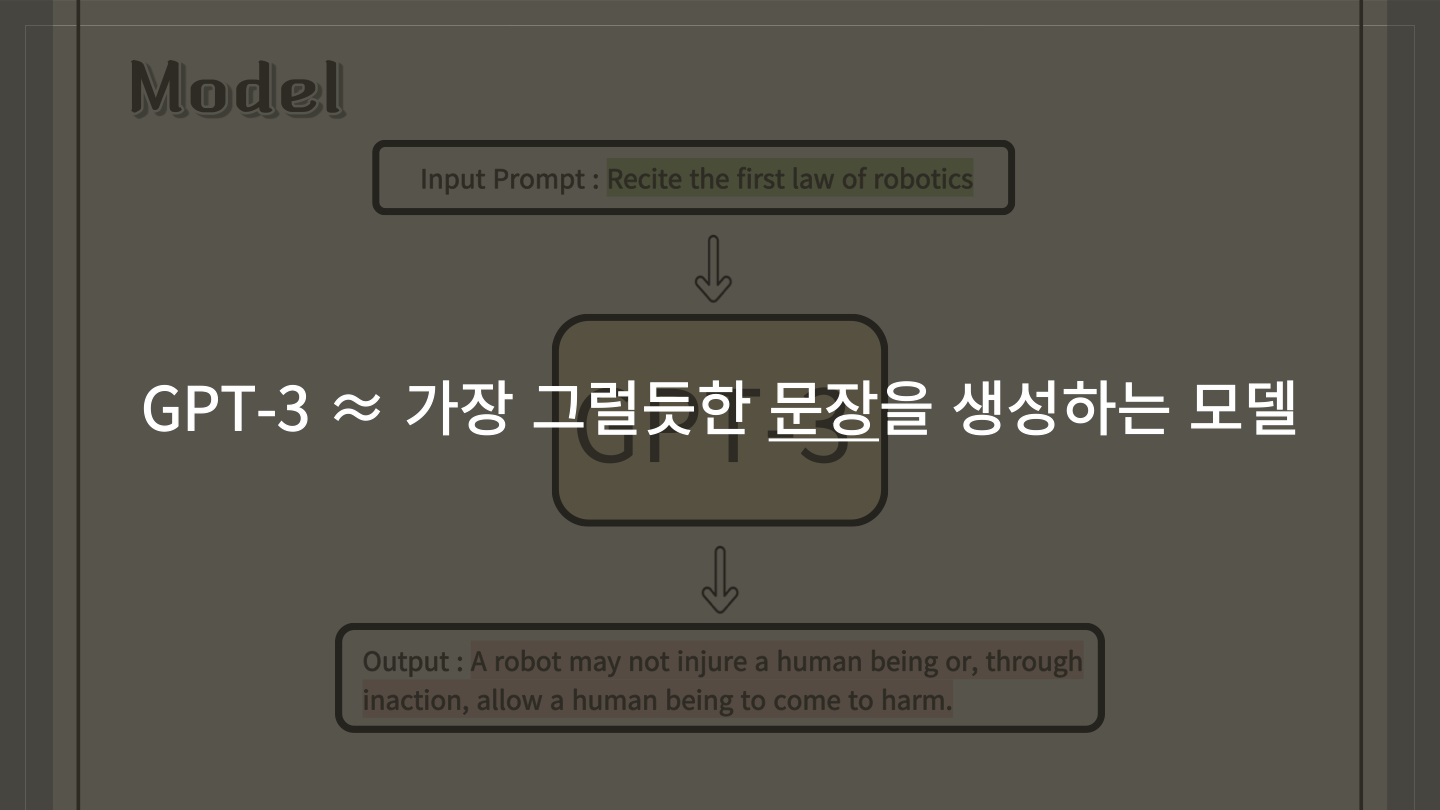 Model
Input Prompt : Recite the first law of robotics
GPT-3
GPT-3 ≈ 가장 그럴듯한 문장을 생성하는 모델
Output : A robot may not injure a human being or, through
inaction, allow a human being to come to harm.